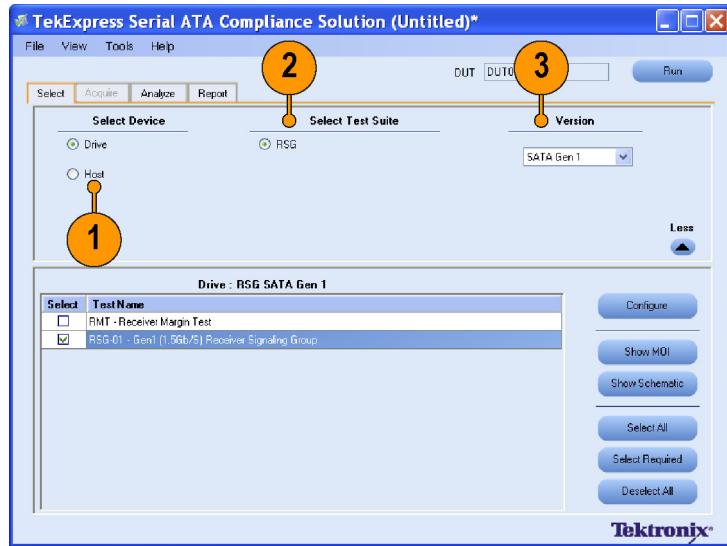 TekExpress Serial ATA Compliance Solution (Untitled)*
File View Tools Help
2
3
DUT DUT0
Run
Select Acquire Analyze Report
Select Device
Select Test Suite
Version
Drive
RSG
SATA Gen 1
Host
1
Less
Drive : RSG SATA Gen 1
Select Test Name
RMT - Receiver Margin Test
RSG-01 - Gen1 (1.5Gb/S) Receiver Signaling Group
Configure
Show MOI
Show Schematic
Select All
Select Required
Deselect All
Tektronix